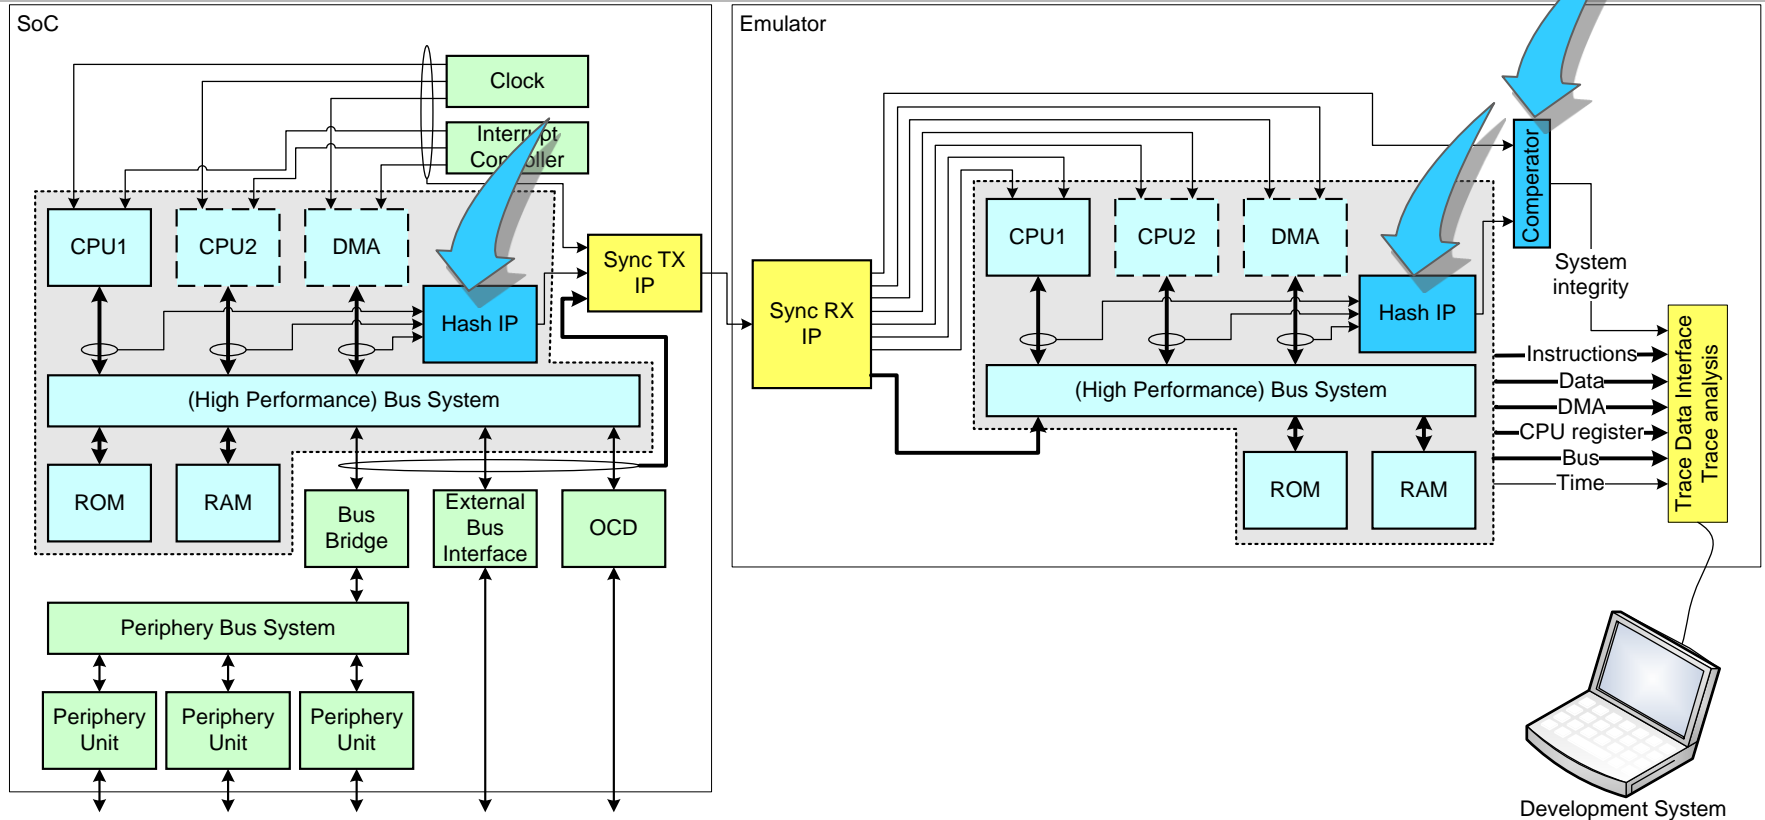 SoC
Clock
Interrupt
Controller
CPU1
CPU2
DMA
Hash IP
Sync TX
IP
(High Performance) Bus System
ROM
RAM
Bus
Bridge
External
Bus
Interface
OCD
Periphery Bus System
Periphery
Unit
Periphery
Unit
Periphery
Unit
Emulator
Sync RX
IP
CPU1
CPU2
DMA
Hash IP
(High Performance) Bus System
ROM
RAM
Comperator
System
integrity
Instructions
Data
DMA
CPU register
Bus
Time
Trace Data Interface
Trace analysis
Development System